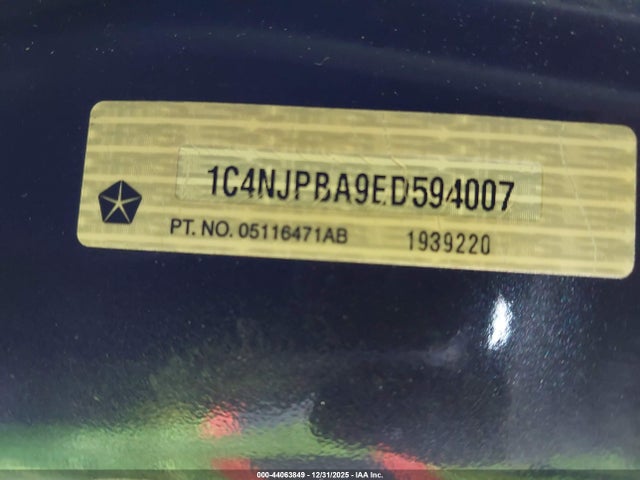 1C4NJPBA9ED594007
PT. NO. 05116471AB 1939220
000-44063849 - 12/31/2025 - IAA Inc.